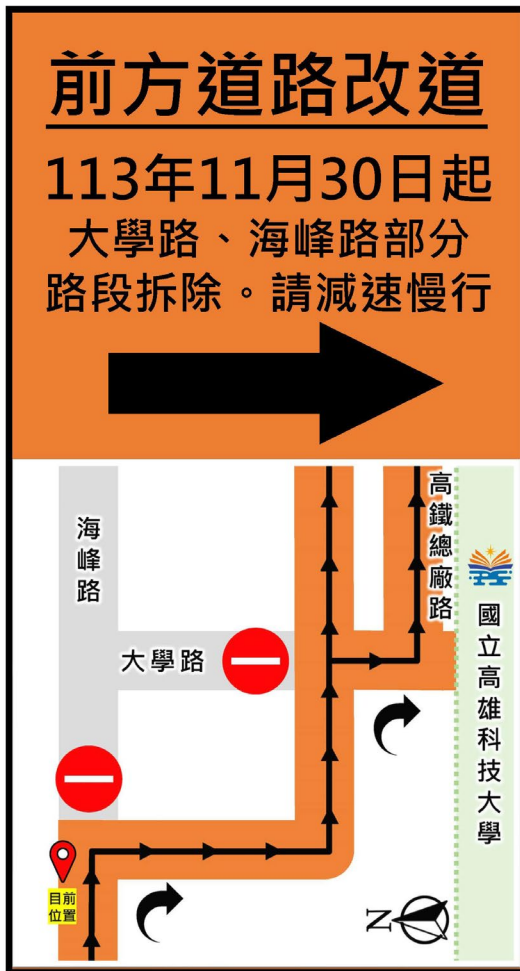 前方道路改道
113年11月30日起
大學路、海峰路部分
路段拆除。請減速慢行
海峰路
高鐵總廠路
大學路
國立高雄科技大學
目前
位置
N